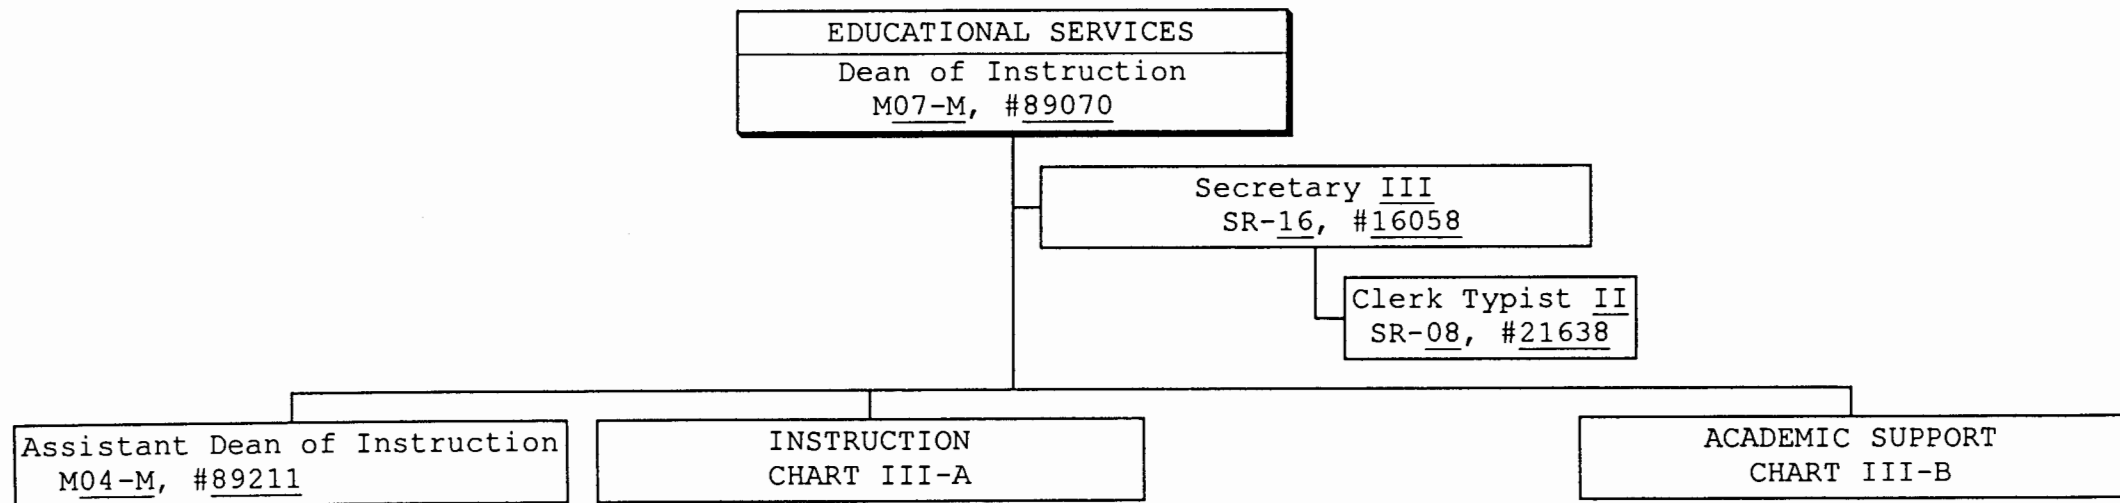 EDUCATIONAL SERVICES
Dean of Instruction
M07-M, #89070
Secretary III
SR-16, #16058
Clerk Typist II
SR-08, #21638
Assistant Dean of Instruction
M04-M, #89211
INSTRUCTION
CHART III-A
ACADEMIC SUPPORT
CHART III-B